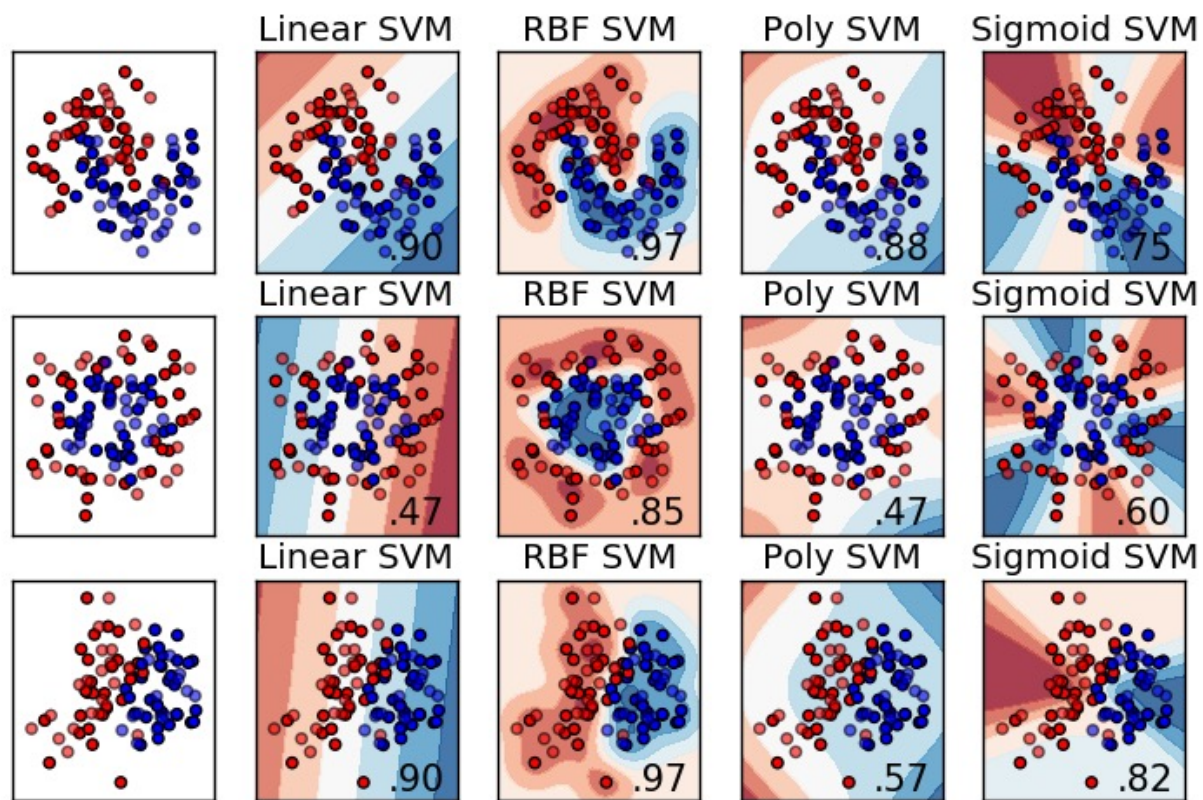 Linear SVM RBF SVM Poly SVM Sigmoid SVM
.90 .97 .88 .75
Linear SVM RBF SVM Poly SVM Sigmoid SVM
.47 .85 .47 .60
Linear SVM RBF SVM Poly SVM Sigmoid SVM
.90 .97 .57 .82